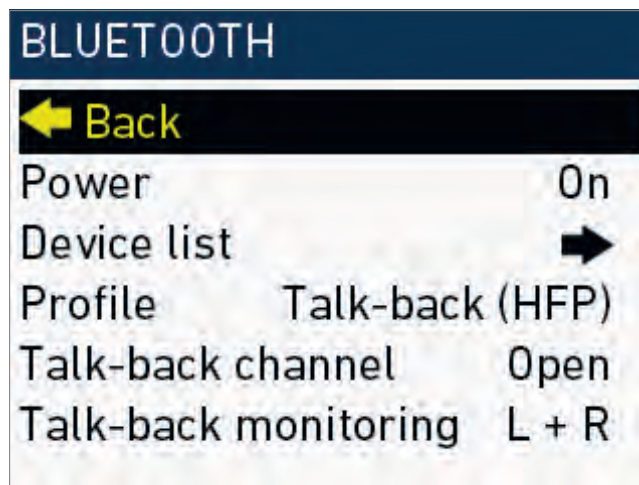 BLUETOOTH
Back
Power On
Device list
Profile Talk-back (HFP)
Talk-back channel Open
Talk-back monitoring L + R